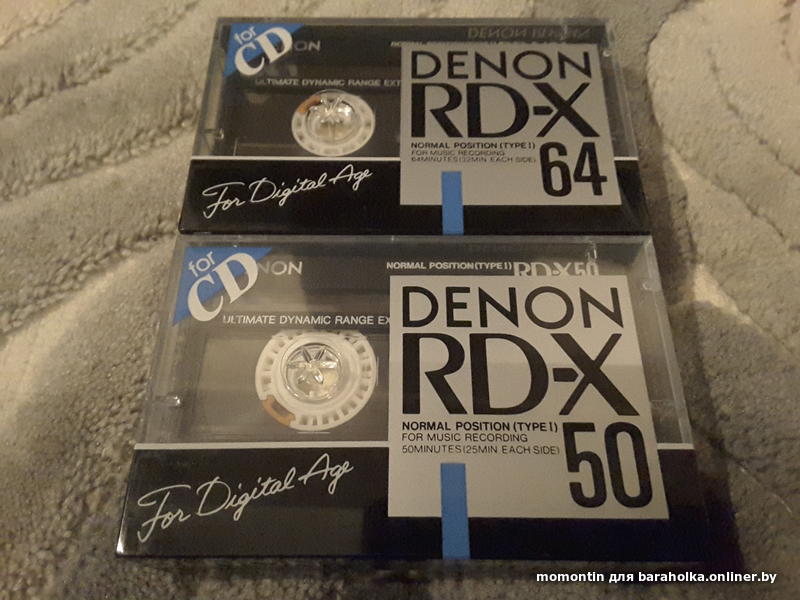 for
CD
NON
ULTIMATE DYNAMIC RANGE EXT
DENON
RD-X
NORMAL POSITION (TYPE I)
FOR MUSIC RECORDING
64MINUTES (32MIN EACH SIDE)
64
For Digital Age
for
CD
NON
NORMAL POSITION (TYPE I) RD-X50
ULTIMATE DYNAMIC RANGE EX
DENON
RD-X
NORMAL POSITION (TYPE I)
FOR MUSIC RECORDING
50MINUTES (25MIN EACH SIDE)
50
For Digital Age
momontin для baraholka.onliner.by